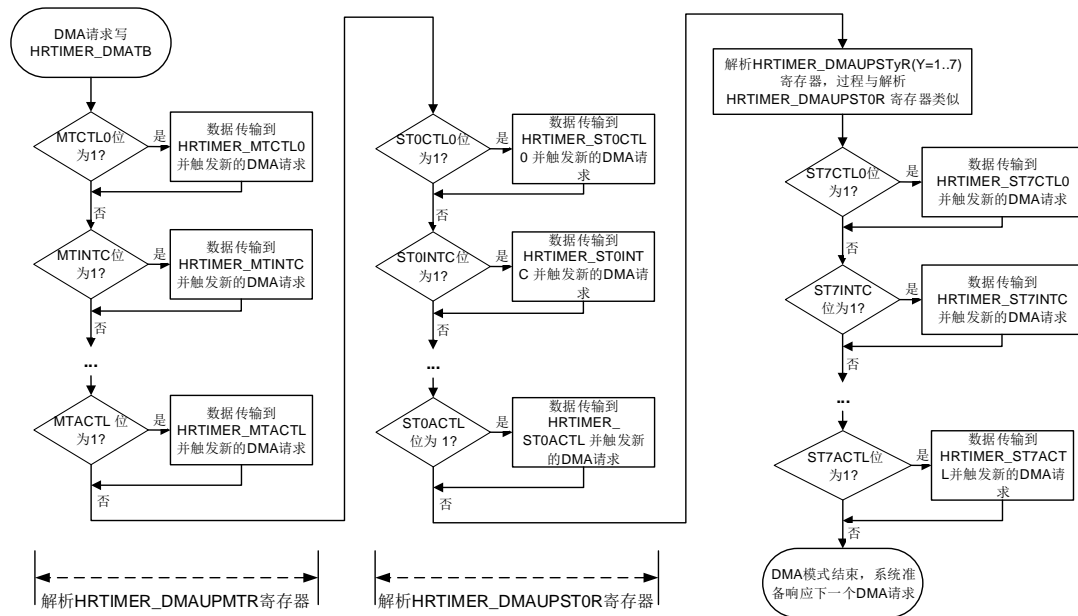 DMA请求写
HRTIMER_DMATB
MTCTL0位
为1?
是
数据传输到
HRTIMER_MTCTL0
并触发新的DMA请求
否
MTINTC位
为1?
是
数据传输到
HRTIMER_MTINTC
并触发新的DMA请求
否
...
MTACTL 位
为1?
是
数据传输到
HRTIMER_MTACTL
并触发新的DMA请求
否
解析HRTIMER_DMAUPMTR寄存器
ST0CTL0位
为1?
是
数据传输到
HRTIMER_ST0CTL
0 并触发新的DMA请
求
否
ST0INTC位
为1?
是
数据传输到
HRTIMER_ST0INT
C 并触发新的DMA请
求
否
...
ST0ACTL
位为 1?
是
数据传输到
HRTIMER_
ST0ACTL 并触发新
的DMA请求
否
解析HRTIMER_DMAUPST0R寄存器
解析HRTIMER_DMAUPSTyR(Y=1..7)
寄存器，过程与解析
HRTIMER_DMAUPST0R 寄存器类似
ST7CTL0位
为1?
是
数据传输到
HRTIMER_ST7CTL0
并触发新的DMA请求
否
ST7INTC
位为1?
是
数据传输到
HRTIMER_ST7INTC
并触发新的DMA请求
否
...
ST7ACTL位
为1?
是
数据传输到
HRTIMER_ST7ACT
L并触发新的DMA请
求
否
DMA模式结束，系统准
备响应下一个DMA请求